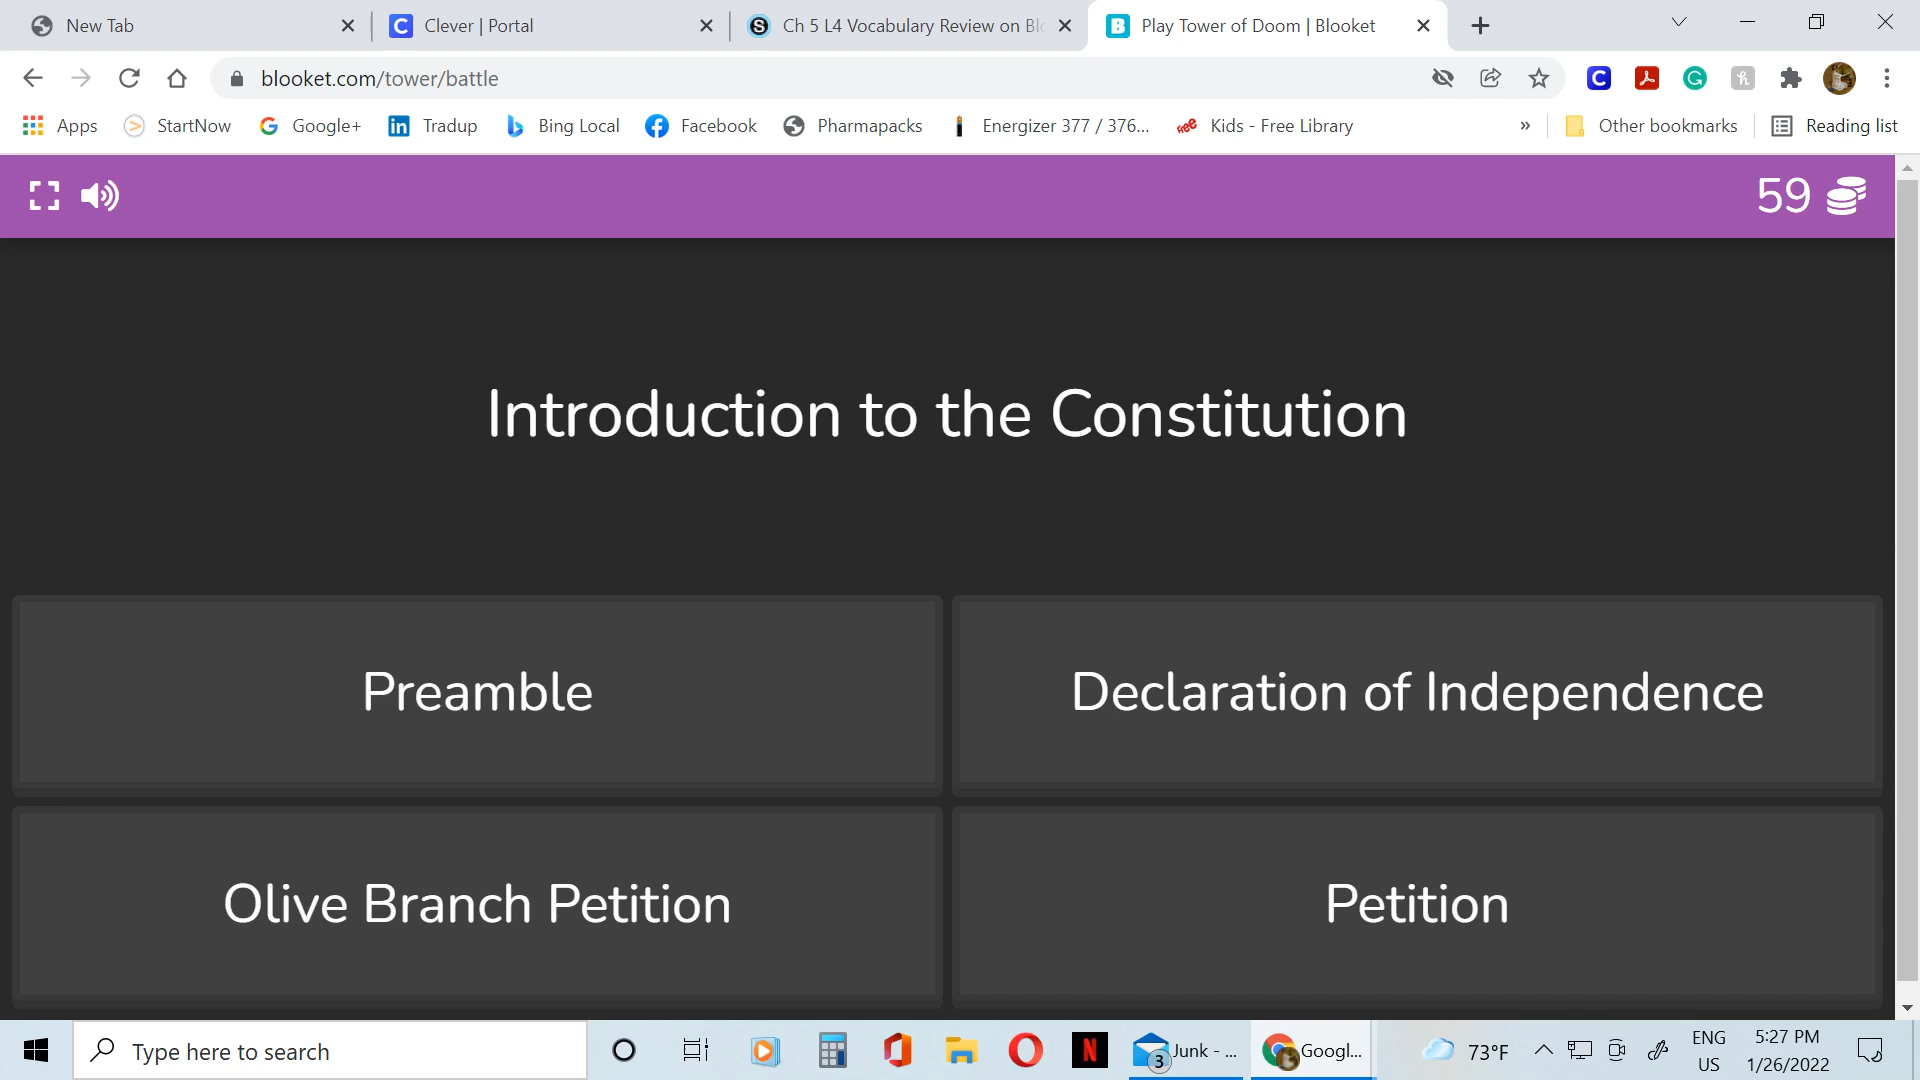 New Tab
Clever | Portal
Ch 5 L4 Vocabulary Review on Blo
Play Tower of Doom | Blooket
blooket.com/tower/battle
Apps
StartNow
Google+
Tradup
Bing Local
Facebook
Pharmapacks
Energizer 377 / 376...
Kids - Free Library
»
Other bookmarks
Reading list
59
Introduction to the Constitution
Preamble
Declaration of Independence
Olive Branch Petition
Petition
Type here to search
3
Junk - ...
Googl...
73°F
ENG
US
5:27 PM
1/26/2022